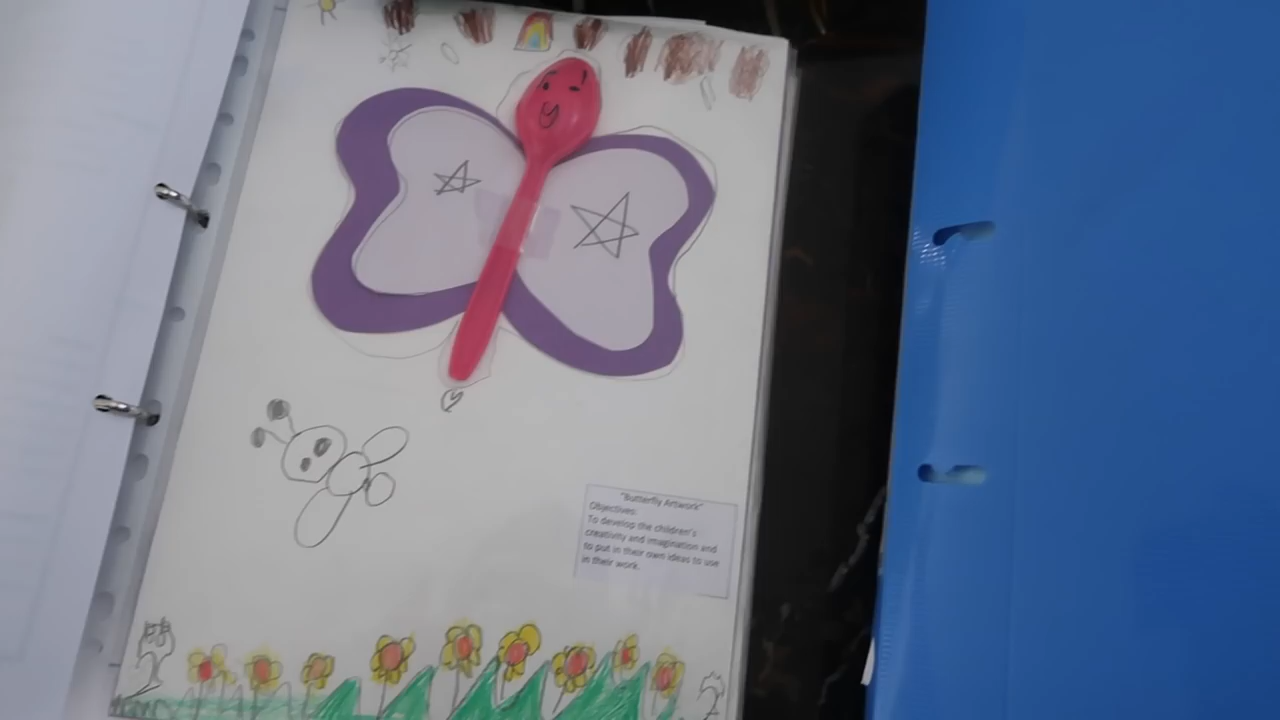 "Butterfly Artwork"
Objectives:
To develop the children's
creativity and imagination and
to put in their own ideas to use
in their work.